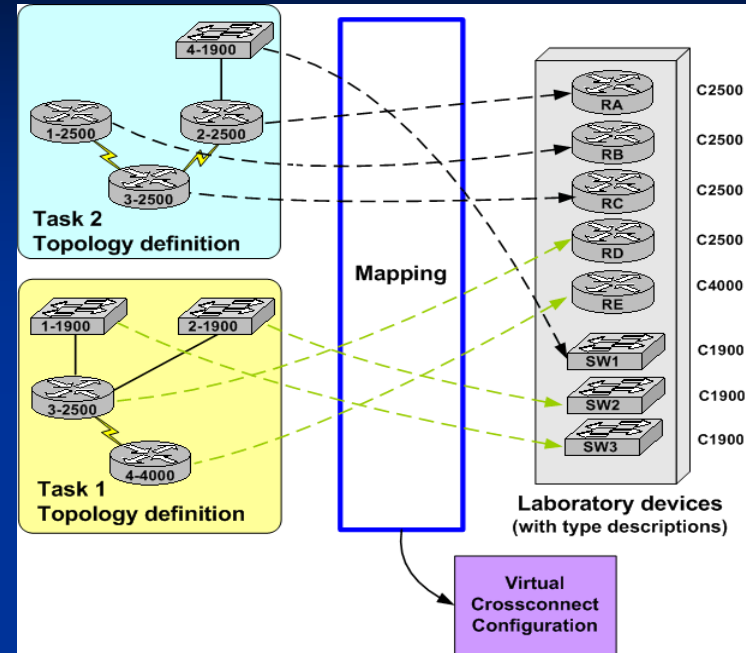 4-1900
1-2500
2-2500
3-2500
Task 2
Topology definition
1-1900
2-1900
3-2500
4-4000
Task 1
Topology definition
Mapping
RA
C2500
RB
C2500
RC
C2500
RD
C2500
RE
C4000
SW1
C1900
SW2
C1900
SW3
C1900
Laboratory devices
(with type descriptions)
Virtual
Crossconnect
Configuration